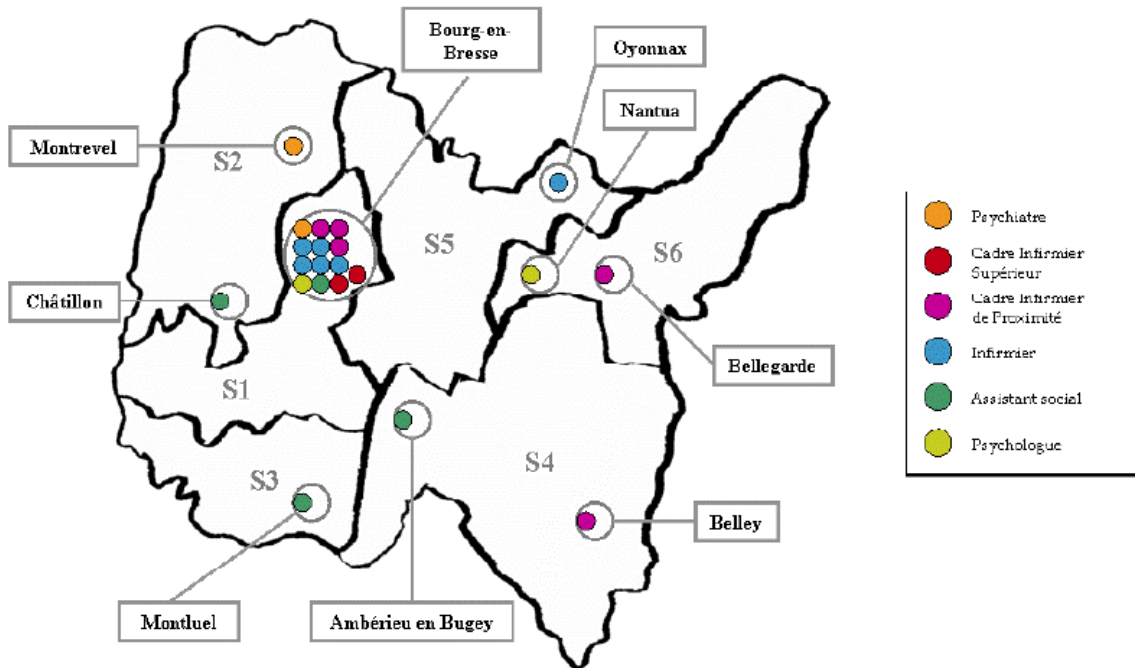 Bourg-en-
Bresse
Oyonnax
Nantua
Montrevel
S2
S5
S6
Châtillon
Bellegarde
S1
S4
S3
Belley
Montluel
Ambérieu en Bugey
Psychiatre
Cadre Infirmier
Supérieur
Cadre Infirmier
de Proximité
Infirmier
Assistant social
Psychologue